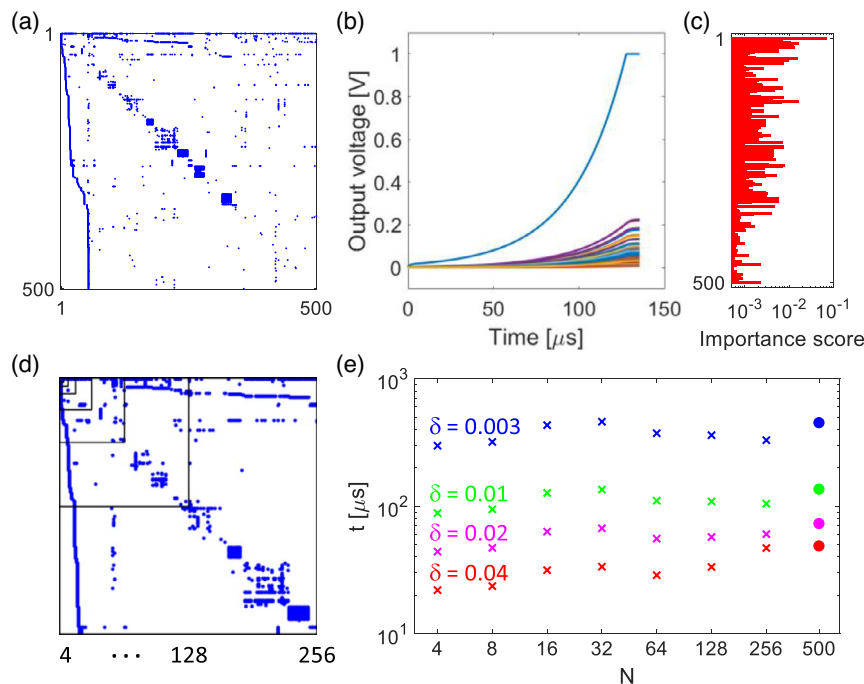 (a)
1
500
1
500
(b)
Output voltage [V]
1
0.8
0.6
0.4
0.2
0
0
50
100
150
Time [μs]
(c)
1
500
10⁻³
10⁻²
10⁻¹
Importance score
(d)
4
...
128
256
(e)
t [μs]
10³
10²
10¹
δ = 0.003
δ = 0.01
δ = 0.02
δ = 0.04
4
8
16
32
64
128
256
500
N